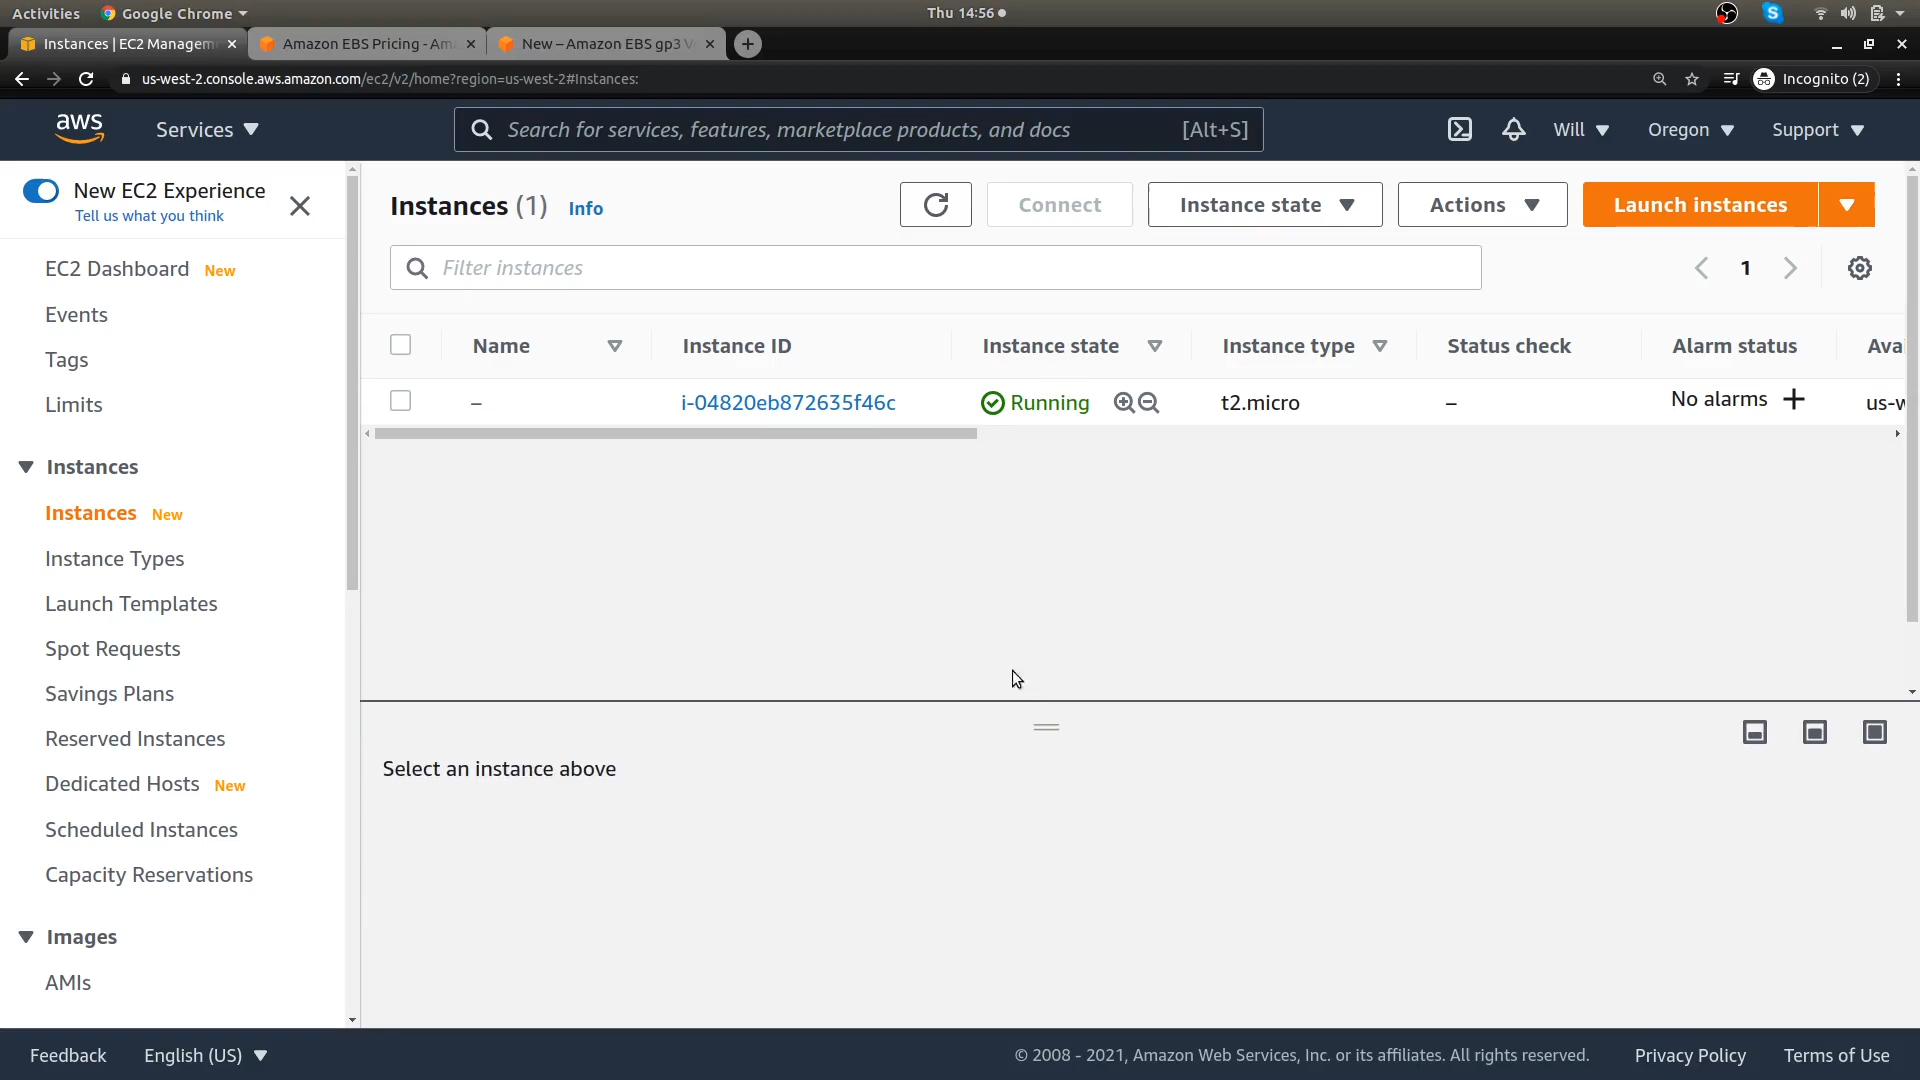 Activities Google Chrome Thu 14:56
Instances | EC2 Managem Amazon EBS Pricing - Ama New – Amazon EBS gp3 V
us-west-2.console.aws.amazon.com/ec2/v2/home?region=us-west-2#Instances: Incognito (2)
aws Services Search for services, features, marketplace products, and docs [Alt+S] Will Oregon Support
New EC2 Experience
Tell us what you think
EC2 Dashboard New
Events
Tags
Limits
Instances
Instances New
Instance Types
Launch Templates
Spot Requests
Savings Plans
Reserved Instances
Dedicated Hosts New
Scheduled Instances
Capacity Reservations
Images
AMIs
Instances (1) Info Connect Instance state Actions Launch instances
Filter instances 1
Name Instance ID Instance state Instance type Status check Alarm status Avai
– i-04820eb872635f46c Running t2.micro – No alarms us-w
Select an instance above
Feedback English (US) © 2008 - 2021, Amazon Web Services, Inc. or its affiliates. All rights reserved. Privacy Policy Terms of Use